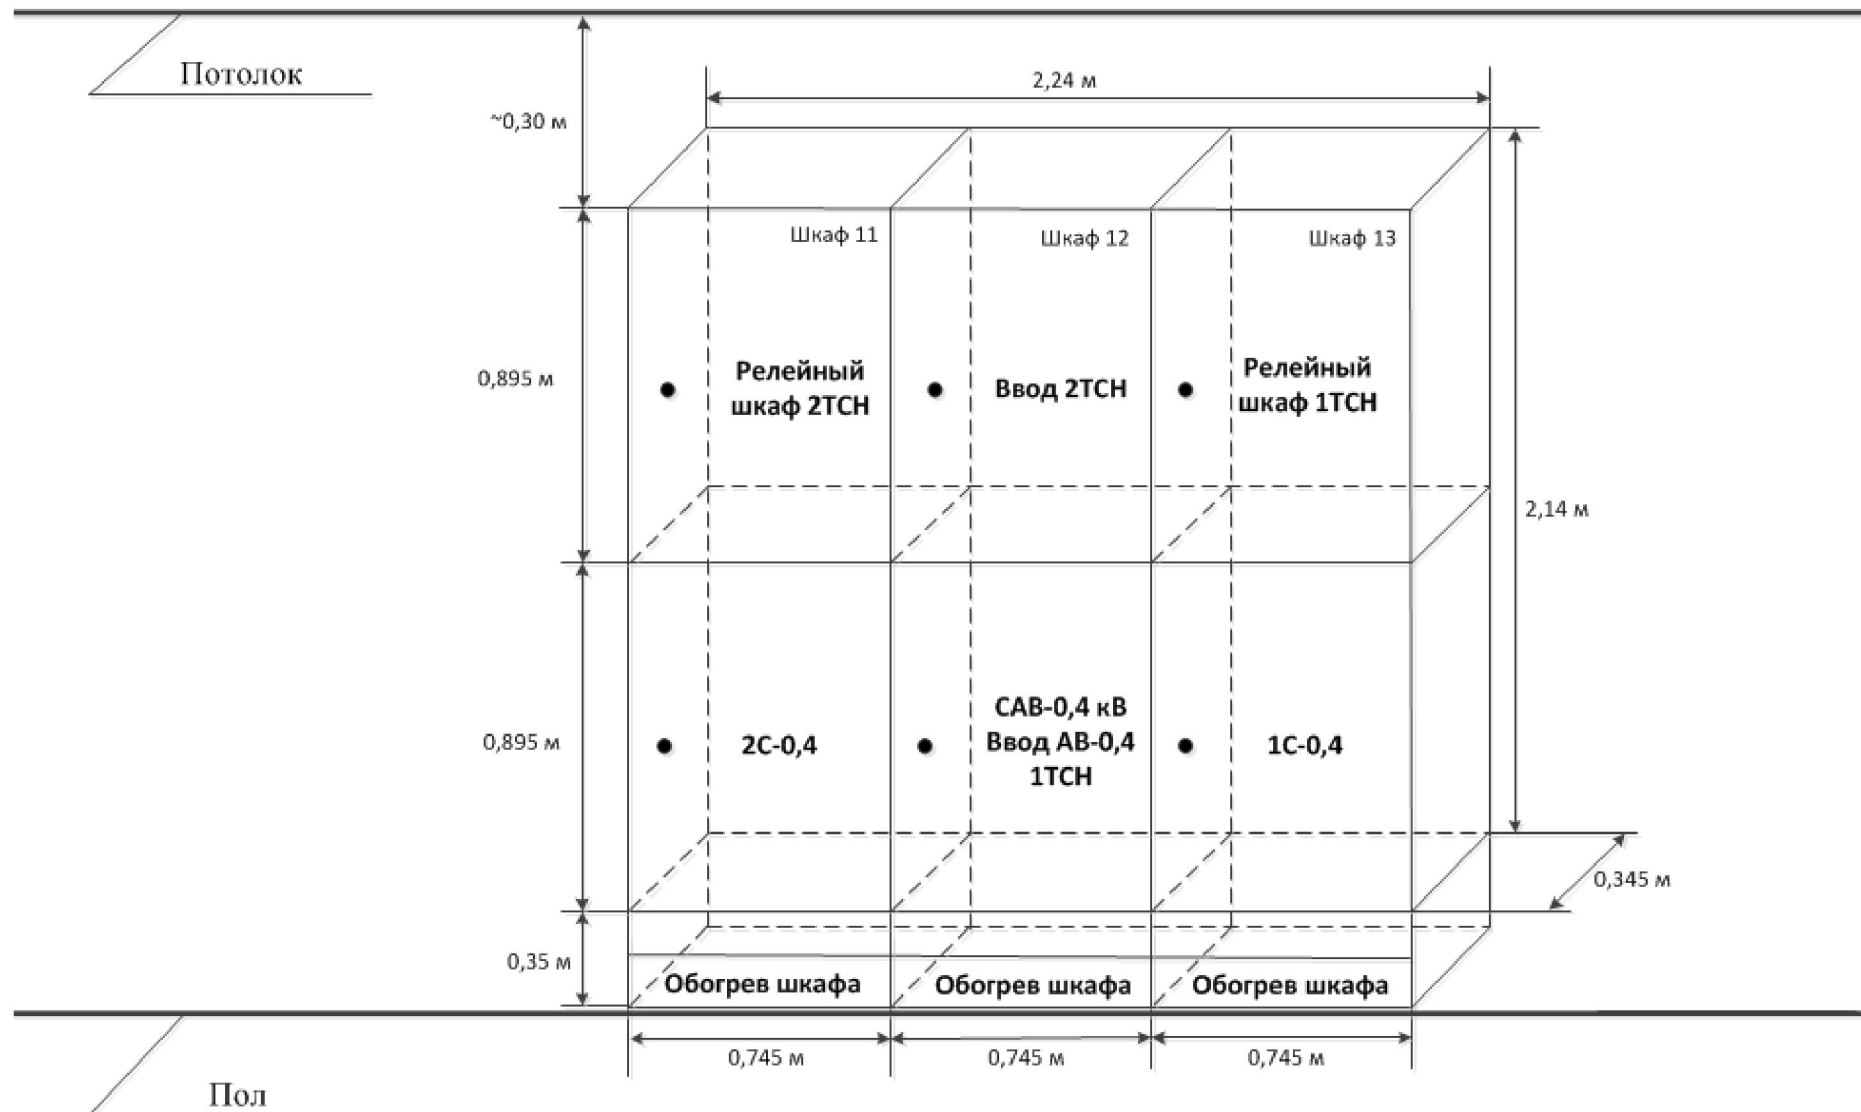 Потолок
2,24 м
~0,30 м
Шкаф 11
Шкаф 12
Шкаф 13
0,895 м
Релейный
шкаф 2ТСН
Ввод 2ТСН
Релейный
шкаф 1ТСН
2,14 м
0,895 м
2С-0,4
САВ-0,4 кВ
Ввод АВ-0,4
1ТСН
1С-0,4
0,345 м
0,35 м
Обогрев шкафа
Обогрев шкафа
Обогрев шкафа
0,745 м
0,745 м
0,745 м
Пол